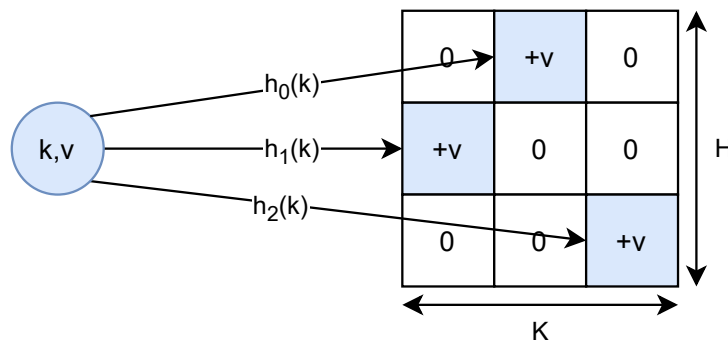 0 +v 0
h₀(k)
k,v
h₁(k)
+v 0 0
H
h₂(k)
0 0 +v
K